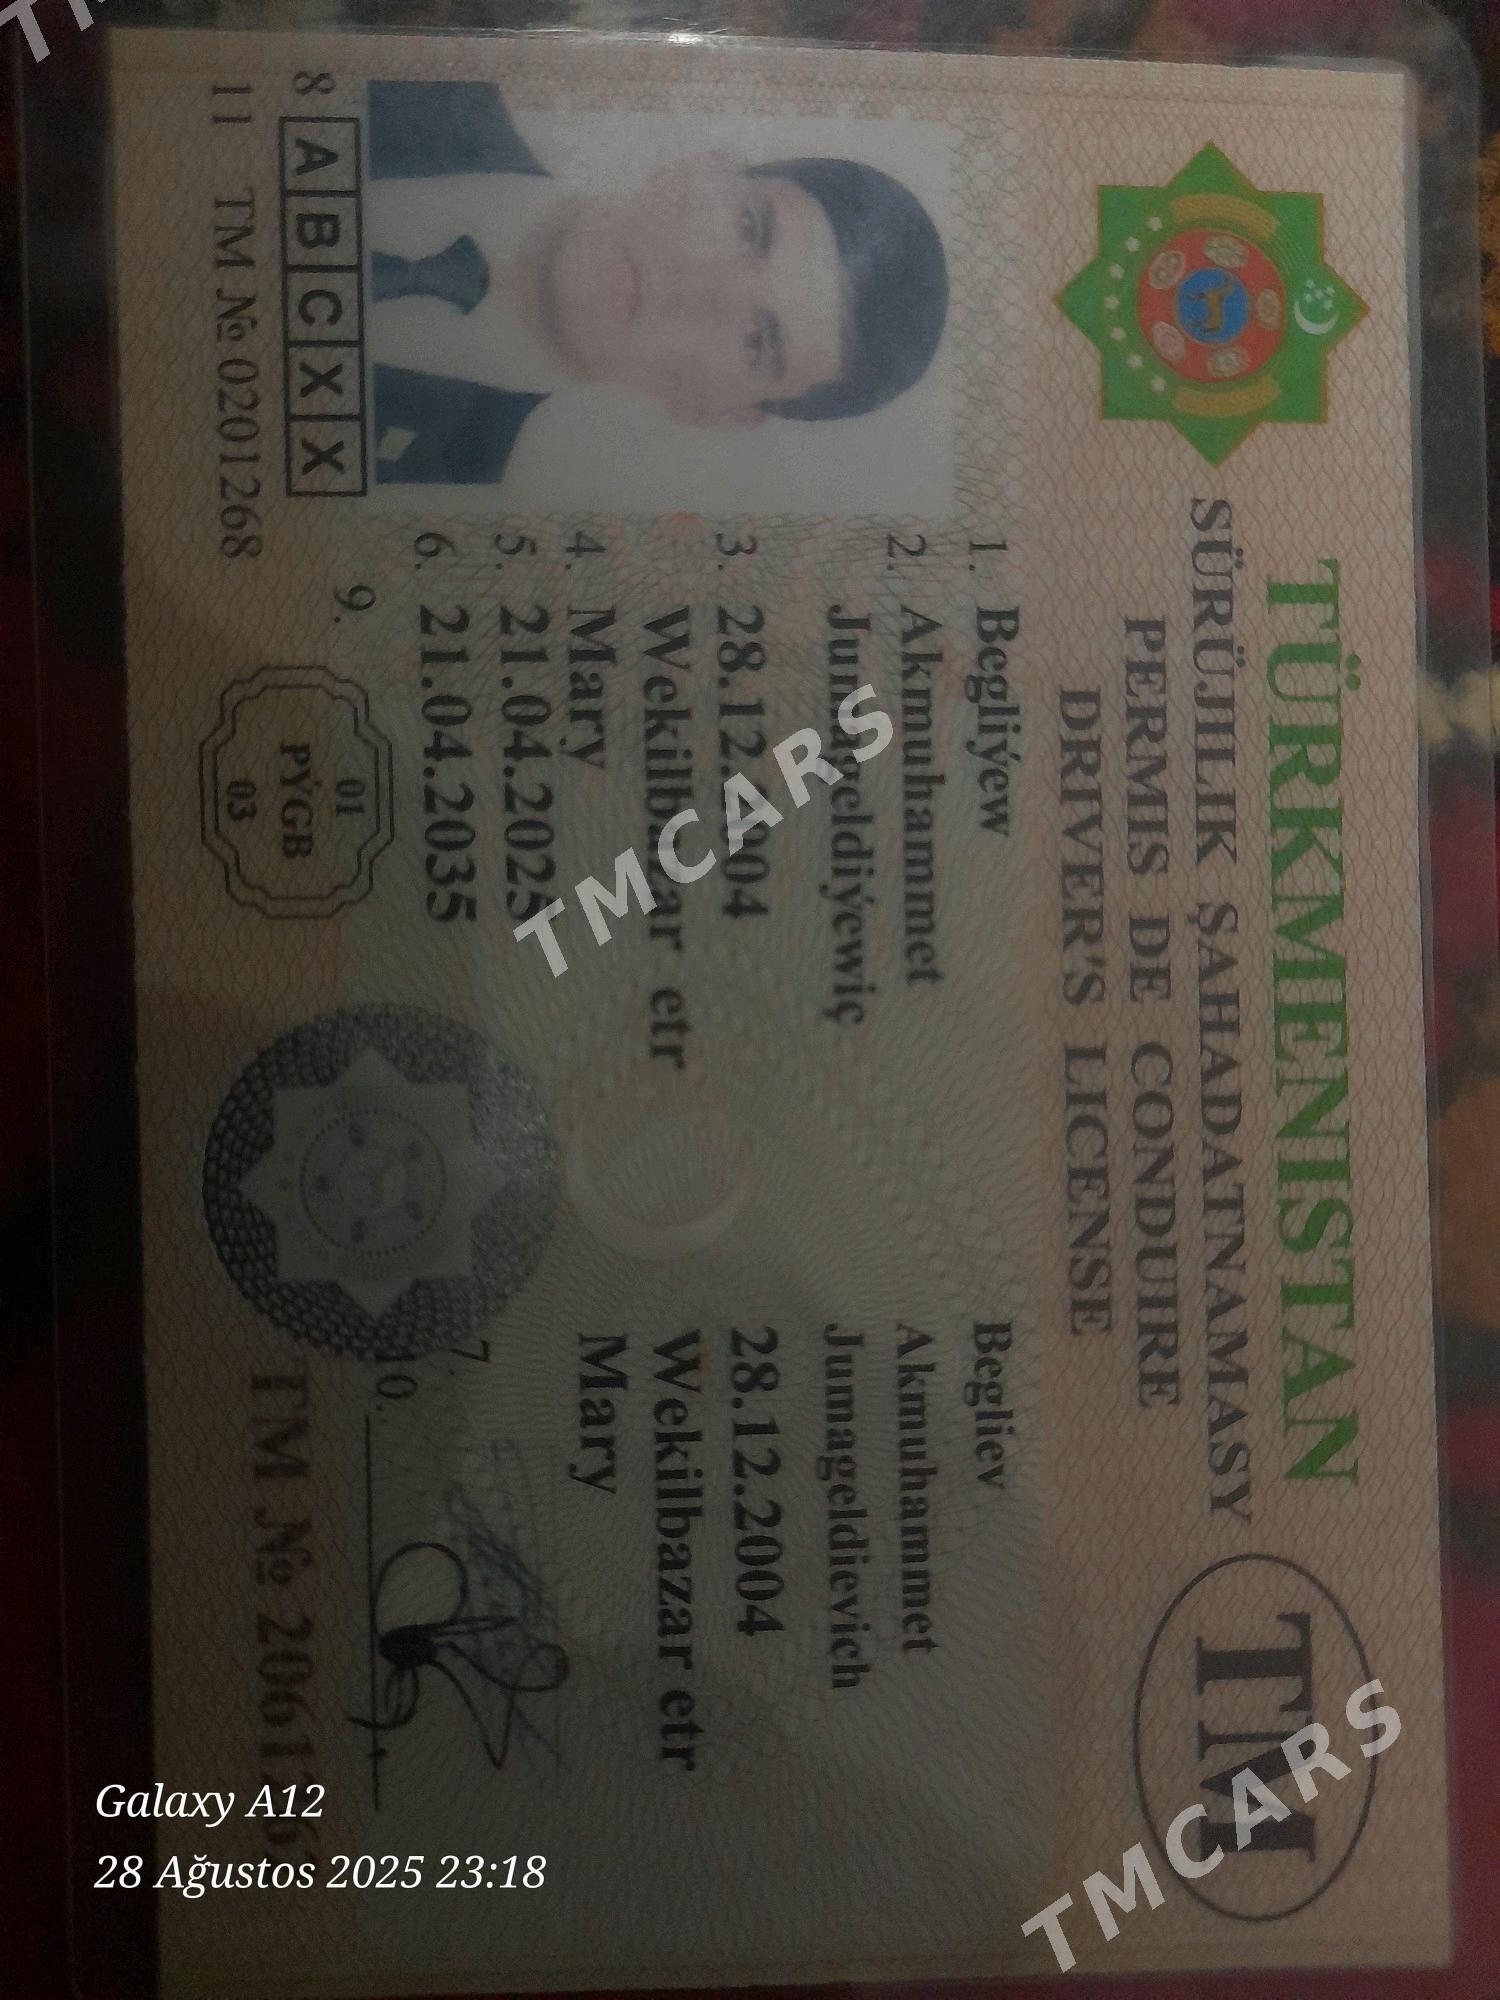 TÜRKMENISTAN
SÜRÜJILIK ŞAHADATNAMASY
PERMIS DE CONDUIRE
DRIVER'S LICENSE
TM
1. Begliýew
Begliev
2. Akmuhammet
Akmuhammet
Jumageldiýewiç
Jumageldievich
3. 28.12.2004
28.12.2004
Wekilbazar etr
Wekilbazar etr
4. Mary
Mary
5. 21.04.2025
6. 21.04.2035
7.
8 A B C X X
9.
01
PÝGB
03
10.
11 TM № 0201268
TM №
TMCARS
TMCARS
Galaxy A12
28 Ağustos 2025 23:18